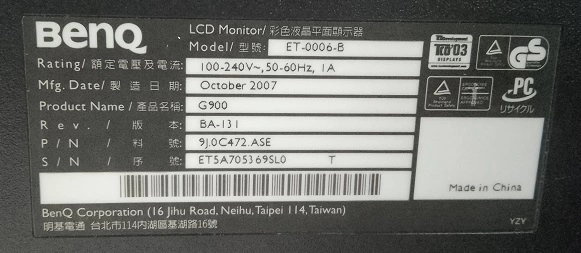 BenQ
LCD Monitor/彩色液晶平面顯示器
Model/型號: ET-0006-B
Rating/額定電壓及電流: 100-240V~,50-60Hz, 1A
Mfg. Date/製造日期: October 2007
Product Name/產品名稱: G900
Rev./版本: BA-131
P/N/料號: 9J.0C472.ASE
S/N/序號: ET5A705369SL0 T
TCO'03
DISPLAYS
GS
PC
リサイクル
Made in China
BenQ Corporation (16 Jihu Road, Neihu, Taipei 114, Taiwan)
明基電通 台北市114內湖區基湖路16號
YZY